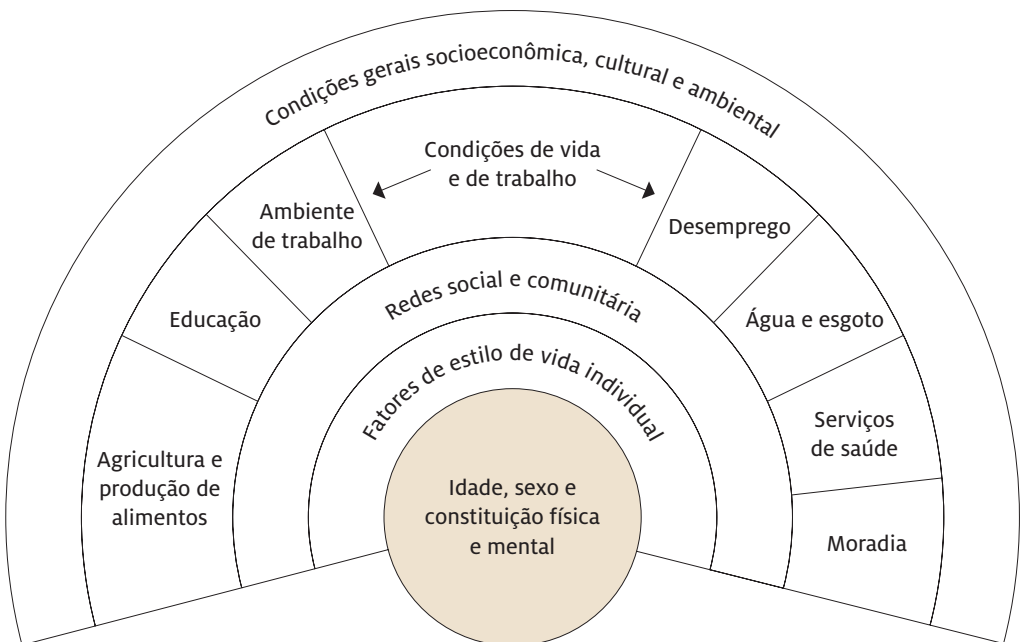 Condições gerais socioeconômica, cultural e ambiental
Condições de vida
e de trabalho
Ambiente
de trabalho
Desemprego
Educação
Água e esgoto
Agricultura e
produção de
alimentos
Serviços
de saúde
Moradia
Redes social e comunitária
Fatores de estilo de vida individual
Idade, sexo e
constituição física
e mental